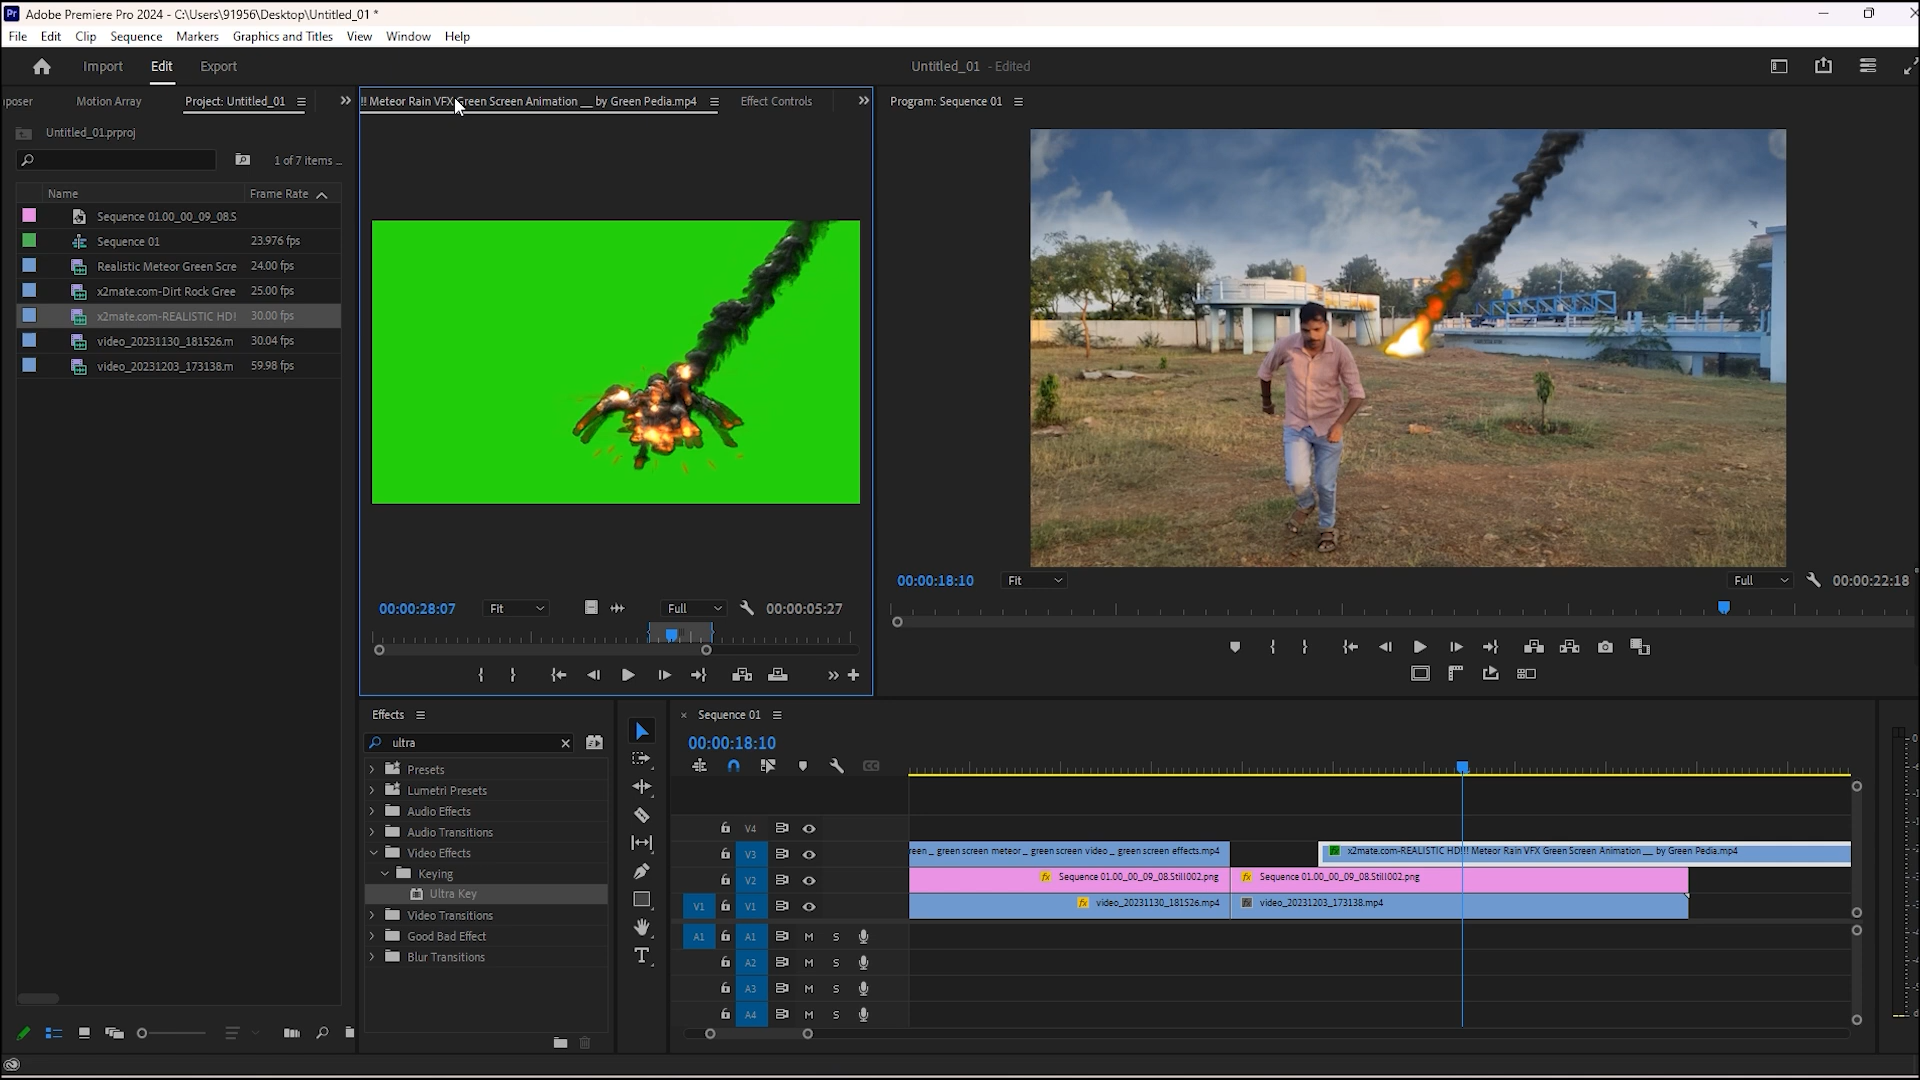 Pr Adobe Premiere Pro 2024 - C:\Users\91956\Desktop\Untitled_01 *
File Edit Clip Sequence Markers Graphics and Titles View Window Help
Import Edit Export Untitled_01 - Edited
poser Motion Array Project: Untitled_01
!! Meteor Rain VFX Green Screen Animation __ by Green Pedia.mp4 Effect Controls
Program: Sequence 01
Untitled_01.prproj
1 of 7 items ...
Name Frame Rate
Sequence 01.00_00_09_08.S
Sequence 01 23.976 fps
Realistic Meteor Green Scre 24.00 fps
x2mate.com-Dirt Rock Gree 25.00 fps
x2mate.com-REALISTIC HD! 30.00 fps
video_20231130_181526.m 30.04 fps
video_20231203_173138.m 59.98 fps
00:00:28:07 Fit Full 00:00:05:27
00:00:18:10 Fit Full 00:00:22:18
Effects
ultra
Presets
Lumetri Presets
Audio Effects
Audio Transitions
Video Effects
Keying
Ultra Key
Video Transitions
Good Bad Effect
Blur Transitions
Sequence 01
00:00:18:10
V4
V3 reen _ green screen meteor _ green screen video _ green screen effects.mp4 fx x2mate.com-REALISTIC HD!!! Meteor Rain VFX Green Screen Animation __ by Green Pedia.mp4
V2 fx Sequence 01.00_00_09_08.Still002.png fx Sequence 01.00_00_09_08.Still002.png
V1 V1 fx video_20231130_181526.mp4 fx video_20231203_173138.mp4
A1 A1 M S
A2 M S
A3 M S
A4 M S